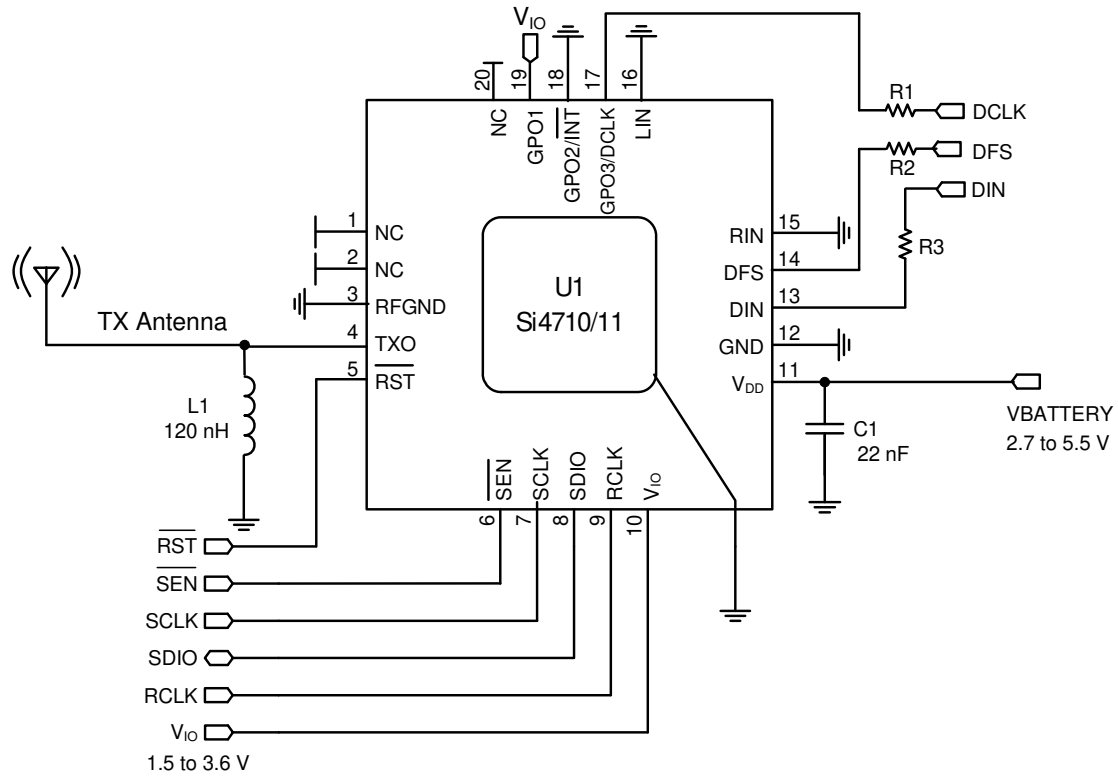 V_IO
20
19
18
17
16
NC
GPO1
GPO2/INT
GPO3/DCLK
LIN
R1
DCLK
DFS
R2
DIN
R3
1
NC
2
NC
3
RFGND
4
TXO
5
RST
TX Antenna
L1
120 nH
U1
Si4710/11
RIN
15
DFS
14
DIN
13
GND
12
V_DD
11
C1
22 nF
VBATTERY
2.7 to 5.5 V
SEN
SCLK
SDIO
RCLK
V_IO
6
7
8
9
10
RST
SEN
SCLK
SDIO
RCLK
V_IO
1.5 to 3.6 V